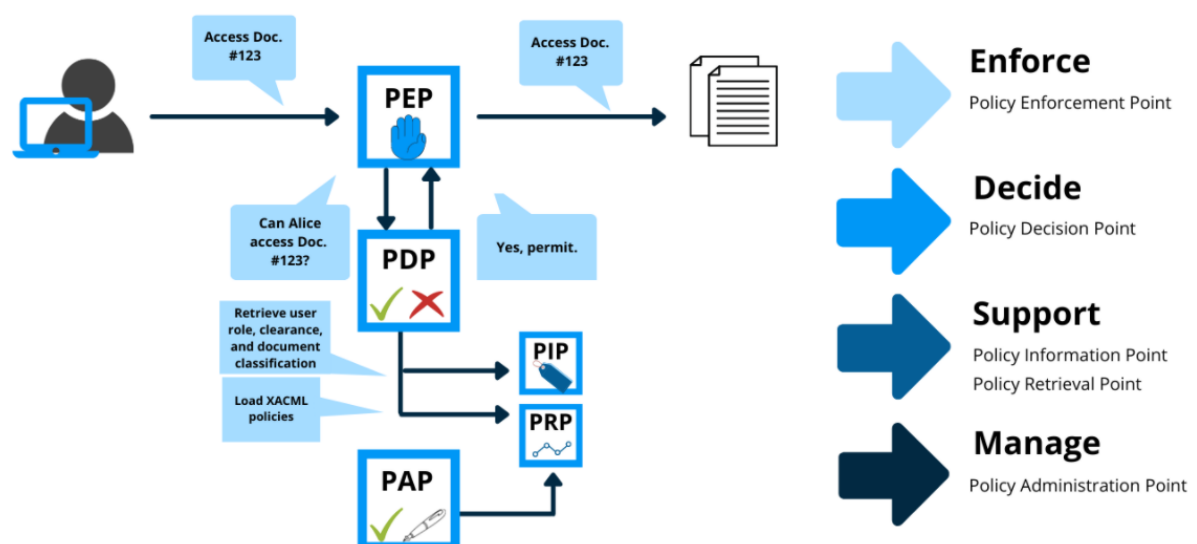 Access Doc.
#123
Access Doc.
#123
PEP
Can Alice
access Doc.
#123?
Yes, permit.
PDP
Retrieve user
role, clearance,
and document
classification
Load XACML
policies
PIP
PRP
PAP
Enforce
Policy Enforcement Point
Decide
Policy Decision Point
Support
Policy Information Point
Policy Retrieval Point
Manage
Policy Administration Point